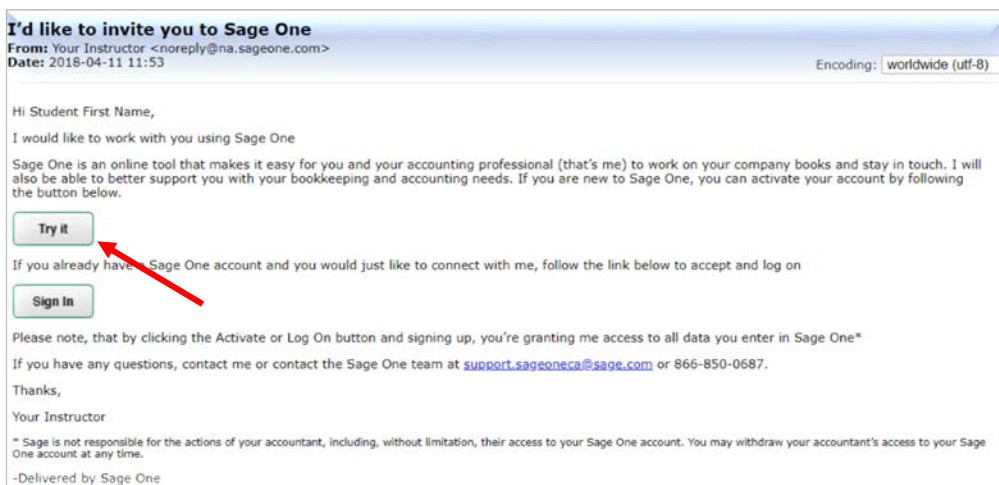 I'd like to invite you to Sage One
From: Your Instructor <noreply@na.sageone.com>
Date: 2018-04-11 11:53
Encoding: worldwide (utf-8)
Hi Student First Name,
I would like to work with you using Sage One
Sage One is an online tool that makes it easy for you and your accounting professional (that's me) to work on your company books and stay in touch. I will
also be able to better support you with your bookkeeping and accounting needs. If you are new to Sage One, you can activate your account by following
the button below.
Try it
If you already have a Sage One account and you would just like to connect with me, follow the link below to accept and log on
Sign In
Please note, that by clicking the Activate or Log On button and signing up, you're granting me access to all data you enter in Sage One*
If you have any questions, contact me or contact the Sage One team at support.sageoneca@sage.com or 866-850-0687.
Thanks,
Your Instructor
* Sage is not responsible for the actions of your accountant, including, without limitation, their access to your Sage One account. You may withdraw your accountant's access to your Sage
One account at any time.
-Delivered by Sage One